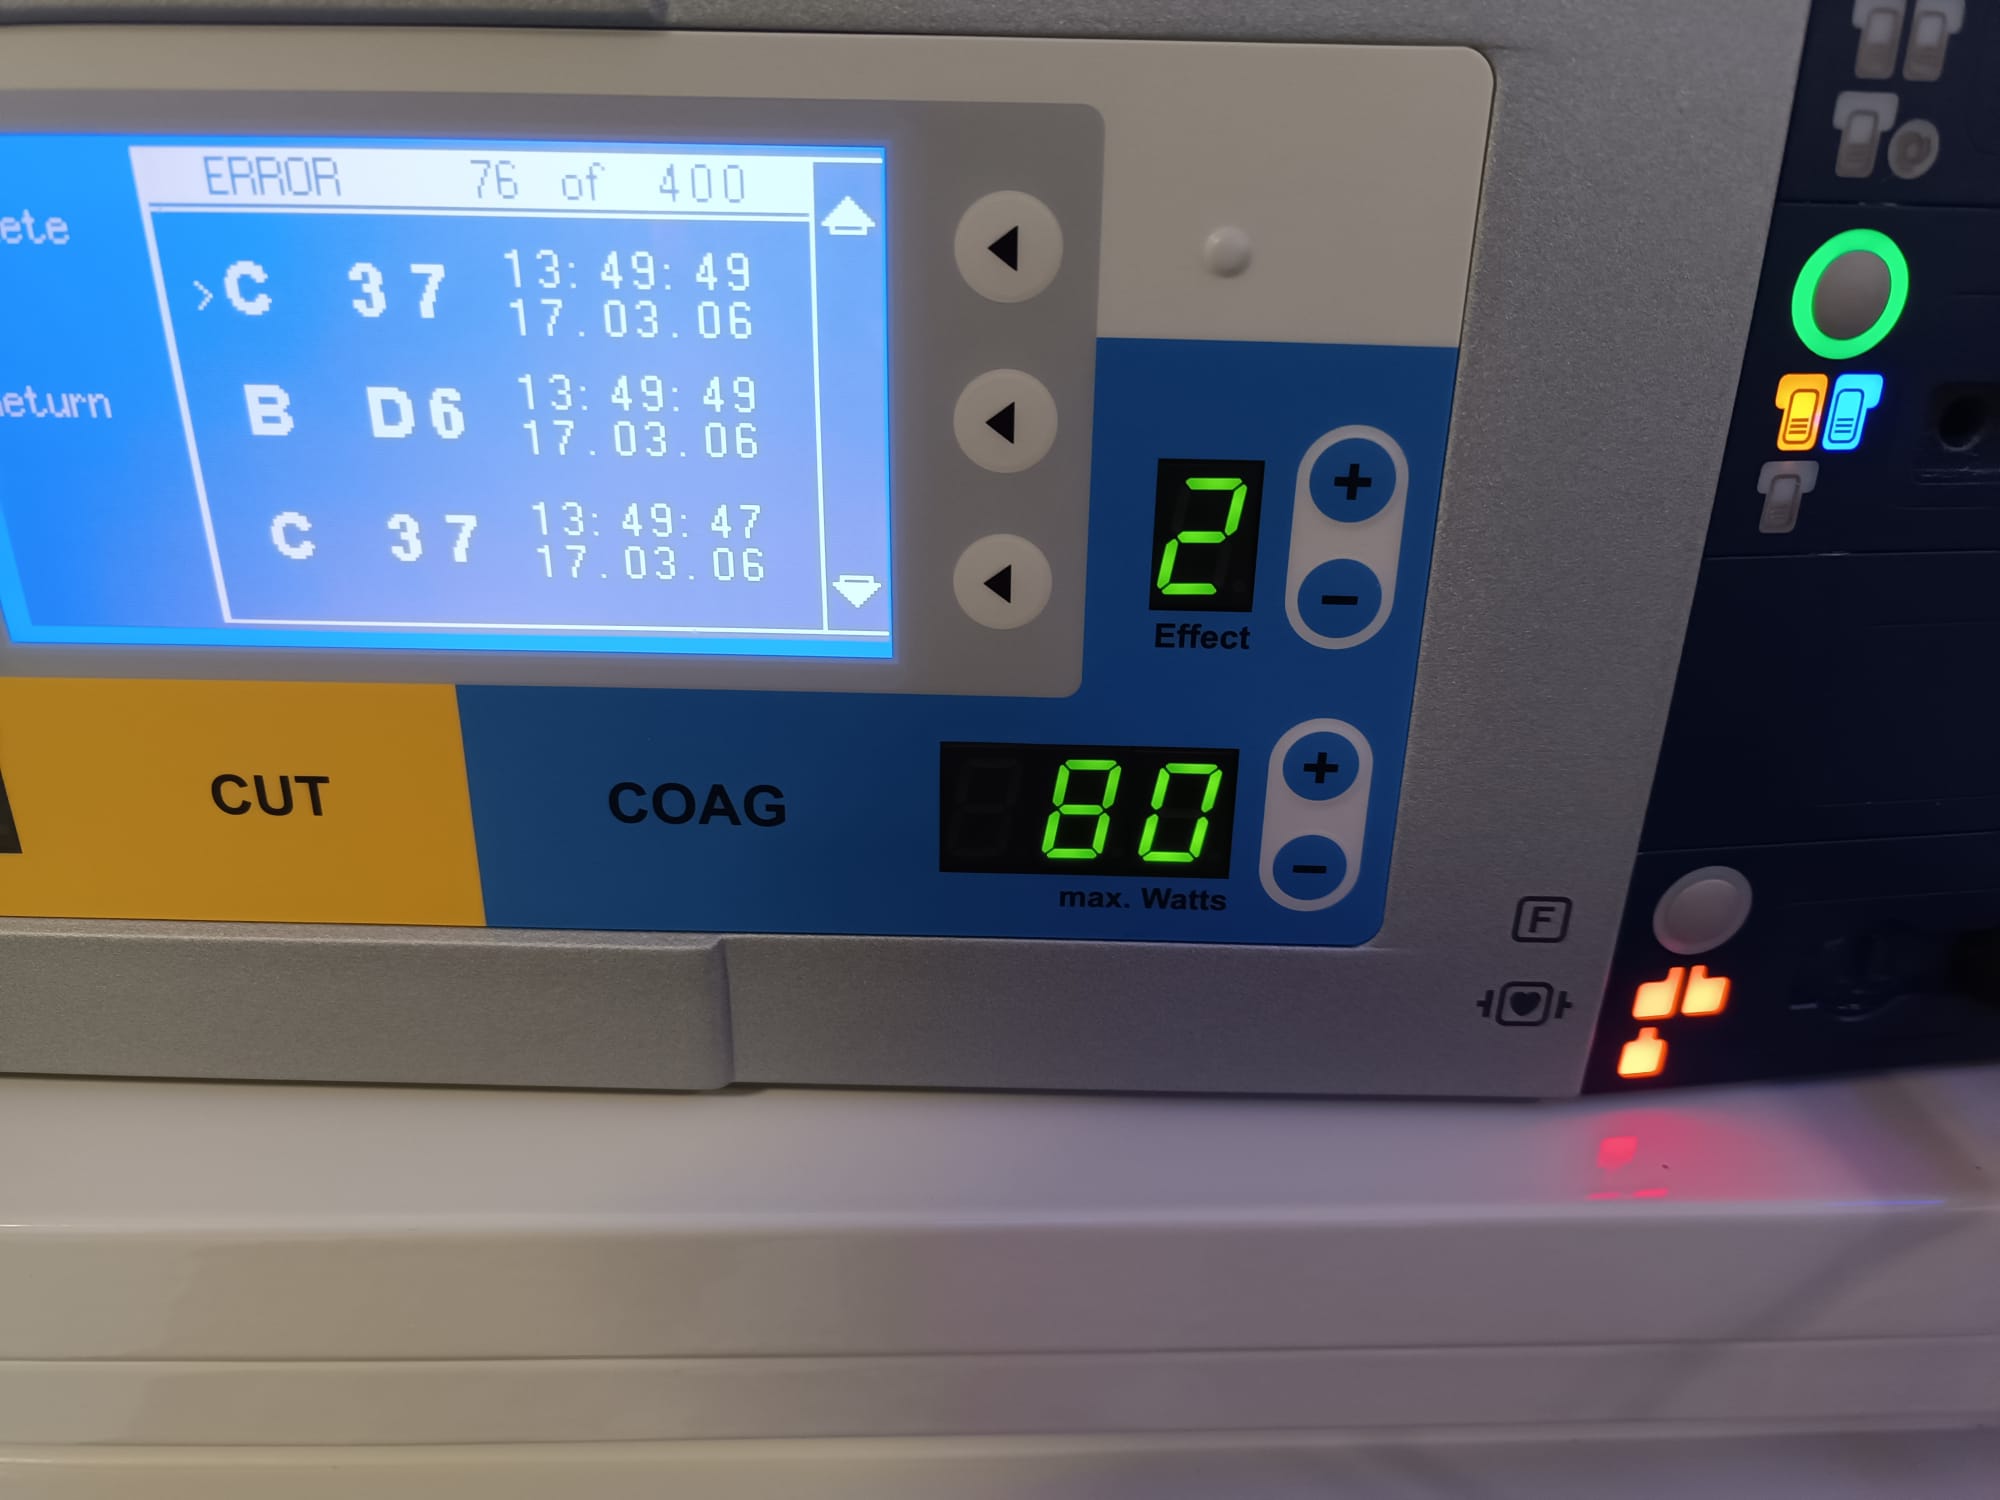 ERROR 76 of 400
ete
>C 37 13:49:49
17.03.06
eturn
B D6 13:49:49
17.03.06
C 37 13:49:47
17.03.06
2
+
−
Effect
CUT
COAG
80
+
−
max. Watts
F